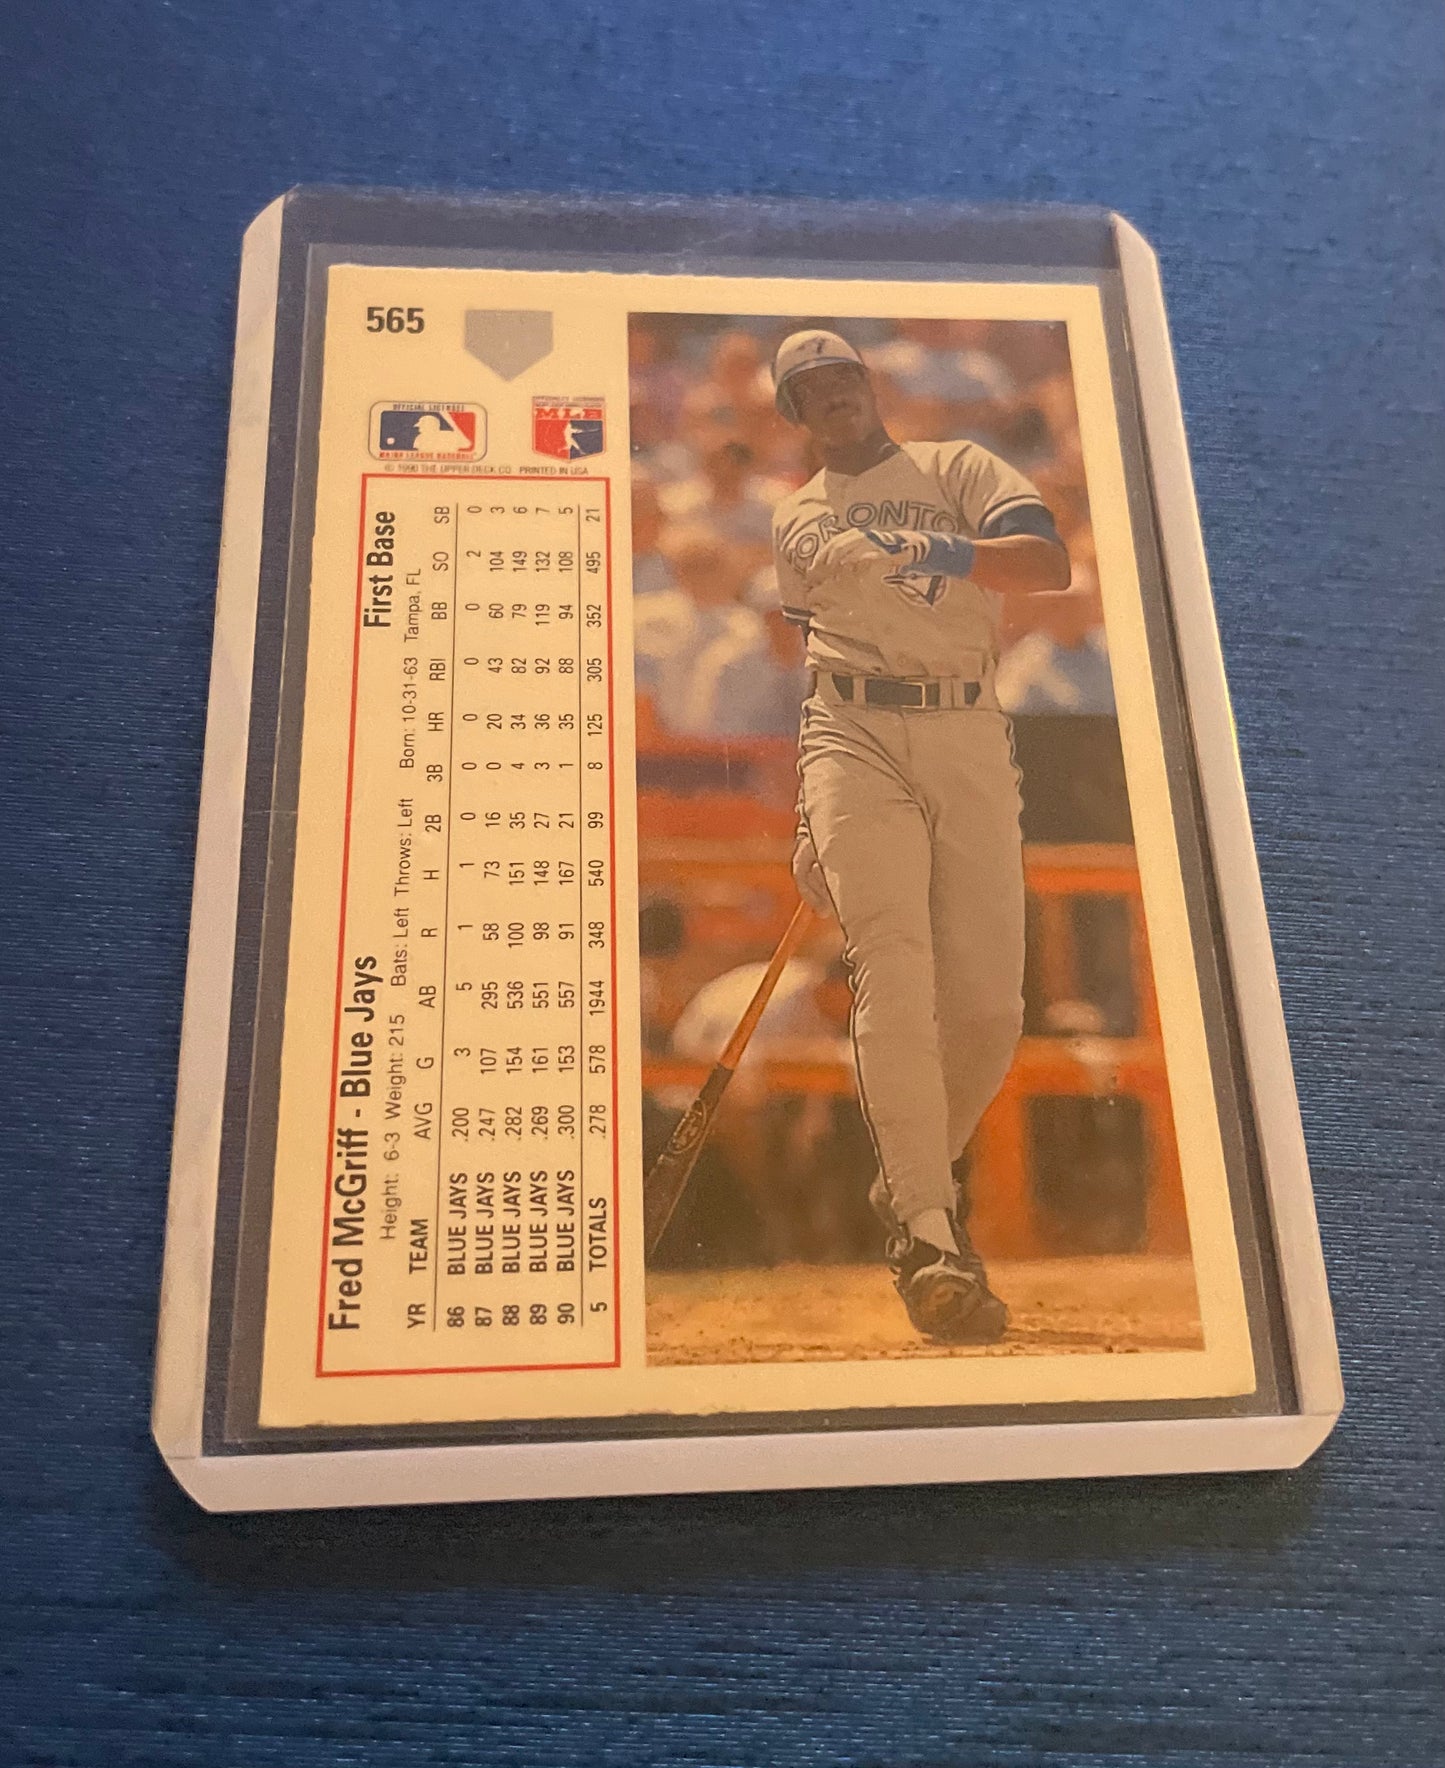 565
OFFICIAL LICENSEE
MAJOR LEAGUE BASEBALL
MLB
© 1990 THE UPPER DECK CO. PRINTED IN USA
Fred McGriff - Blue Jays First Base
Height: 6-3 Weight: 215 Bats: Left Throws: Left Born: 10-31-63 Tampa, FL
YR TEAM AVG G AB R H 2B 3B HR RBI BB SO SB
86 BLUE JAYS .200 3 5 1 1 0 0 0 0 0 2 0
87 BLUE JAYS .247 107 295 58 73 16 0 20 43 60 104 3
88 BLUE JAYS .282 154 536 100 151 35 4 34 82 79 149 6
89 BLUE JAYS .269 161 551 98 148 27 3 36 92 119 132 7
90 BLUE JAYS .300 153 557 91 167 21 1 35 88 94 108 5
5 TOTALS .278 578 1944 348 540 99 8 125 305 352 495 21
TORONTO